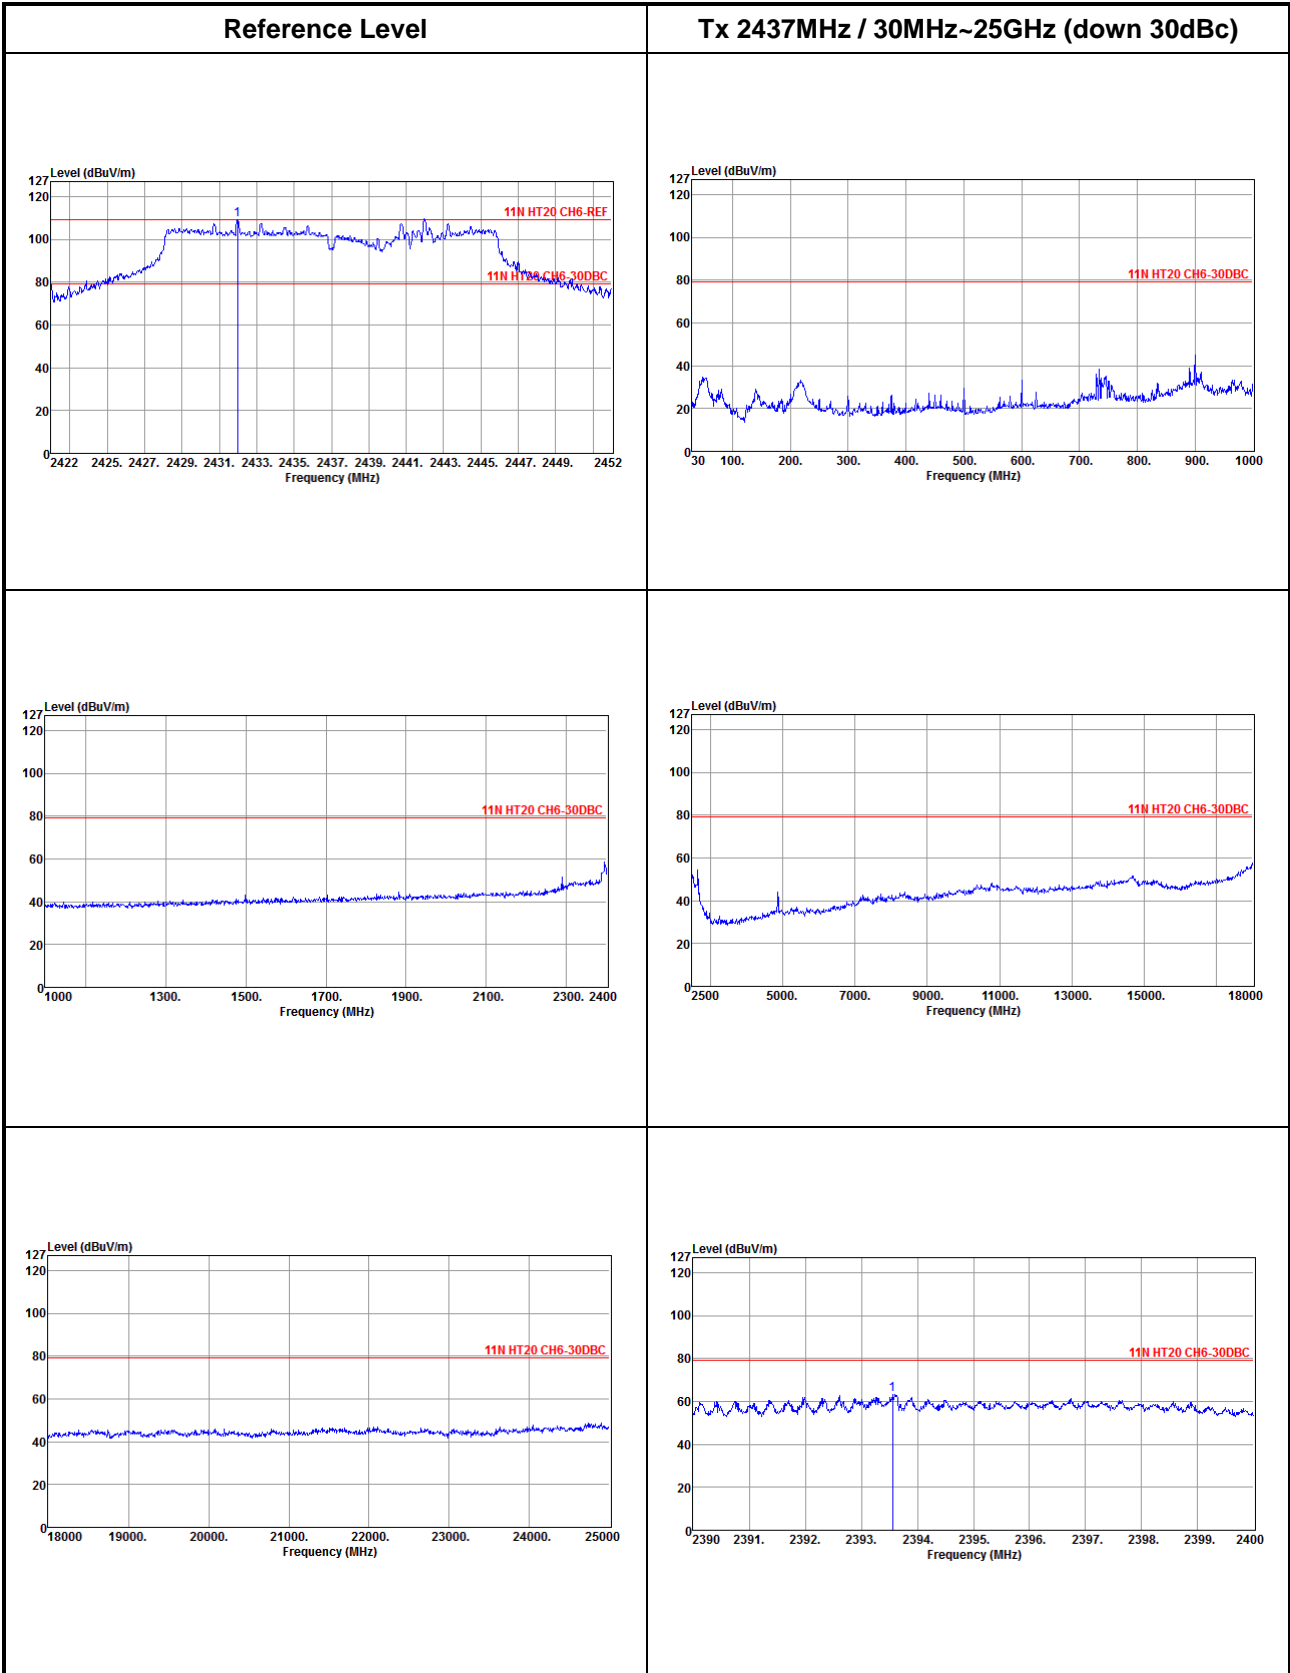 Reference Level
Tx 2437MHz / 30MHz~25GHz (down 30dBc)
Level (dBuV/m)
127
120
100
80
60
40
20
0
1
11N HT20 CH6-REF
11N HT20 CH6-30DBC
2422 2425. 2427. 2429. 2431. 2433. 2435. 2437. 2439. 2441. 2443. 2445. 2447. 2449. 2452
Frequency (MHz)
Level (dBuV/m)
127
120
100
80
60
40
20
0
11N HT20 CH6-30DBC
30 100. 200. 300. 400. 500. 600. 700. 800. 900. 1000
Frequency (MHz)
Level (dBuV/m)
127
120
100
80
60
40
20
0
11N HT20 CH6-30DBC
1000 1300. 1500. 1700. 1900. 2100. 2300. 2400
Frequency (MHz)
Level (dBuV/m)
127
120
100
80
60
40
20
0
11N HT20 CH6-30DBC
2500 5000. 7000. 9000. 11000. 13000. 15000. 18000
Frequency (MHz)
Level (dBuV/m)
127
120
100
80
60
40
20
0
11N HT20 CH6-30DBC
18000 19000. 20000. 21000. 22000. 23000. 24000. 25000
Frequency (MHz)
Level (dBuV/m)
127
120
100
80
60
40
20
0
11N HT20 CH6-30DBC
1
2390 2391. 2392. 2393. 2394. 2395. 2396. 2397. 2398. 2399. 2400
Frequency (MHz)